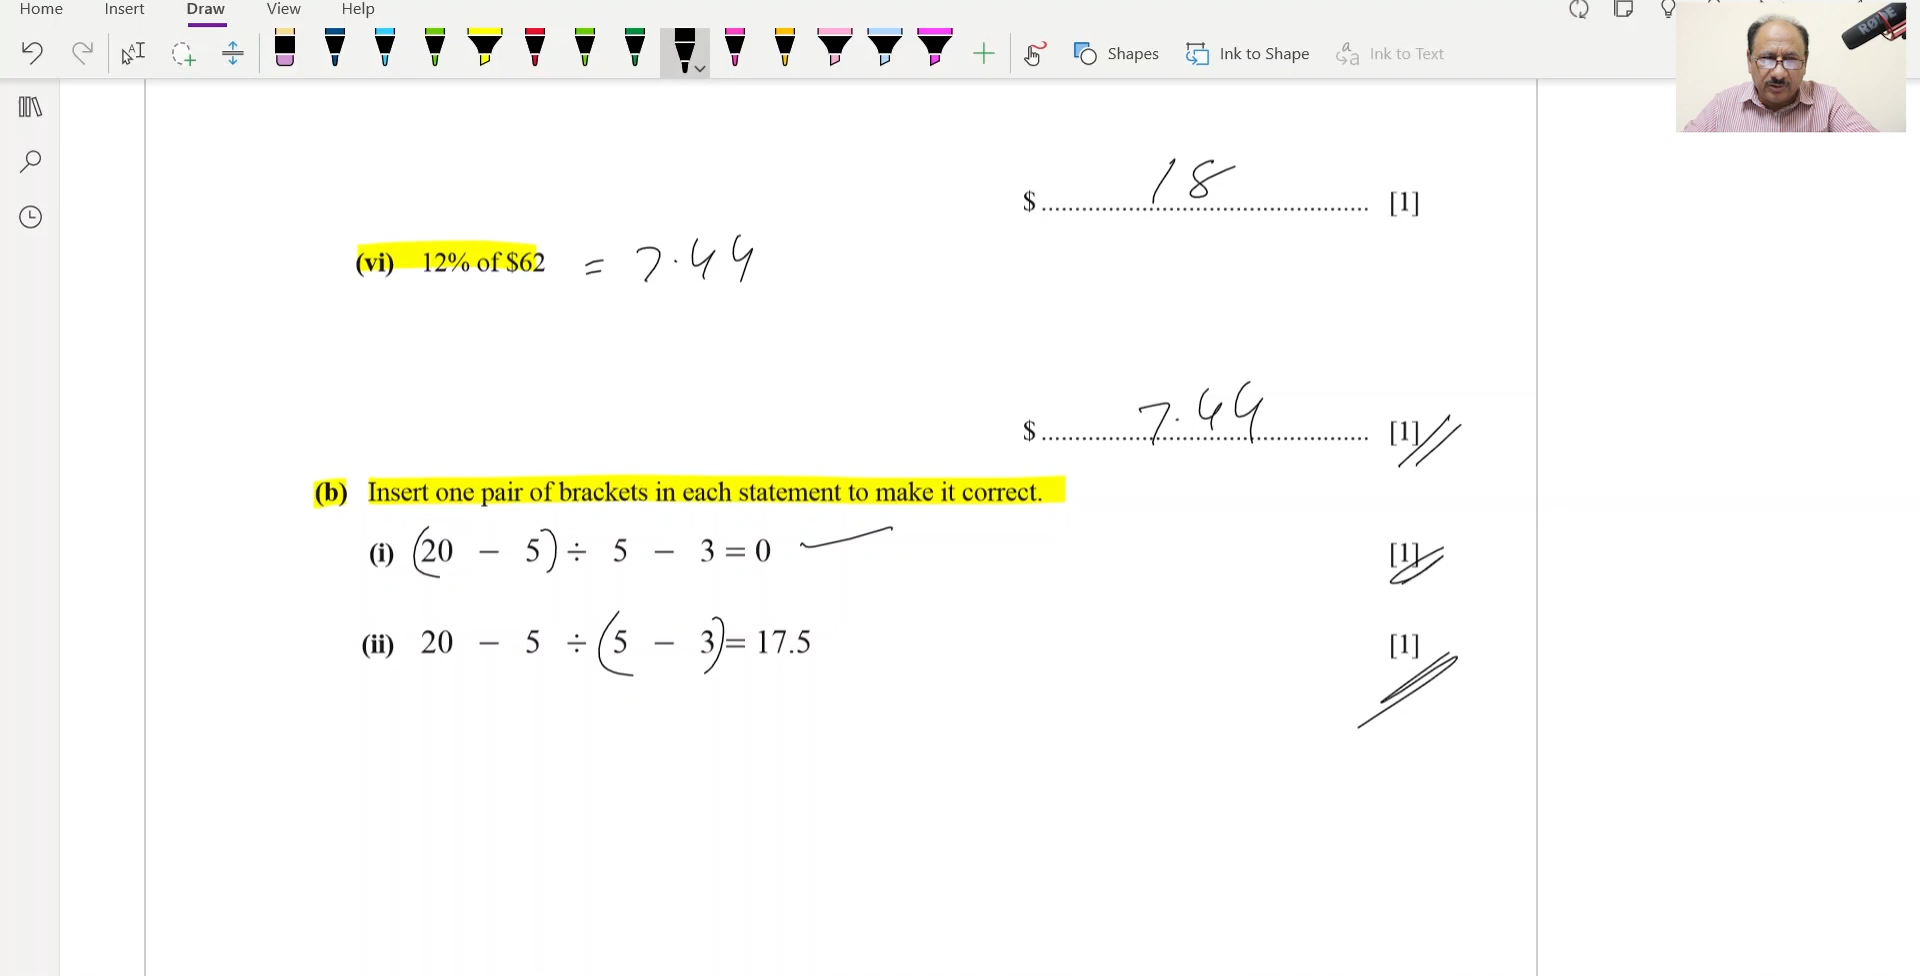 Home Insert Draw View Help
Shapes Ink to Shape Ink to Text
RØDE
$ 18 [1]
(vi) 12% of $62 = 7.44
$ 7.44 [1]
(b) Insert one pair of brackets in each statement to make it correct.
(i) (20 − 5) ÷ 5 − 3 = 0 [1]
(ii) 20 − 5 ÷ (5 − 3) = 17.5 [1]